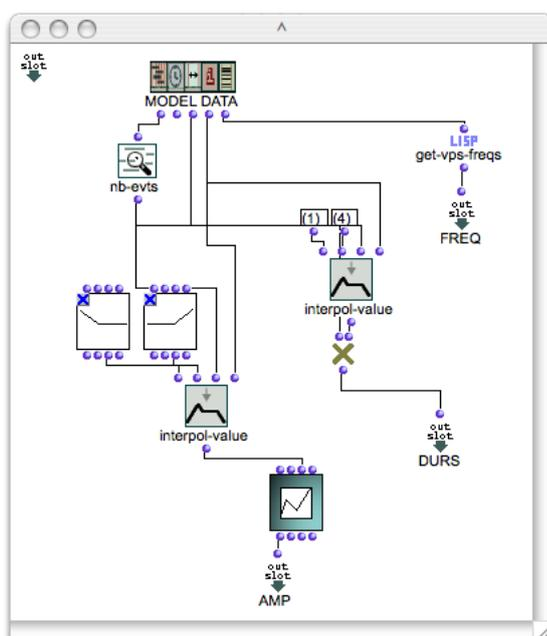 ^
out
slot
MODEL DATA
LISP
get-vps-freqs
nb-evts
out
slot
FREQ
(1) (4)
interpol-value
interpol-value
out
slot
DURS
out
slot
AMP